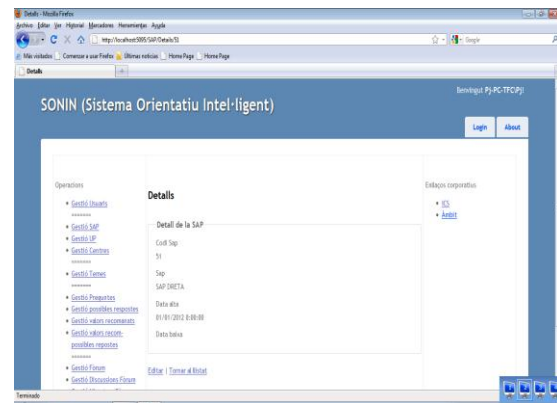 Details - Mozilla Firefox
Archivo Editar Ver Historial Marcadores Herramientas Ayuda
http://localhost:5095/SAP/Details/51
Google
Más visitados Comenzar a usar Firefox Últimas noticias Home Page Home Page
Details
Benvingut PJ-PC-TFC\PJ!
SONIN (Sistema Orientatiu Intel·ligent)
Login About
Operacions
Gestió Usuaris
Gestió SAP
Gestió UP
Gestió Centres
Gestió Temes
Gestió Preguntes
Gestió possibles respostes
Gestió valors recomanats
Gestió valors recom-
possibles repostes
Gestió Fòrum
Gestió Discussions Fòrum
Detalls
Detall de la SAP
Codi Sap
51
Sap
SAP DRETA
Data alta
01/01/2012 0:00:00
Data baixa
Editar | Tornar al llistat
Enllaços corporatius
ICS
Àmbit
Terminado